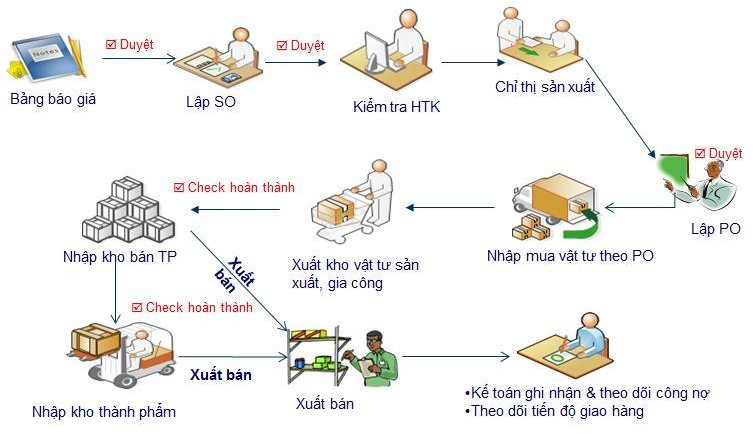 Notes
Duyệt
Duyệt
Bảng báo giá
Lập SO
Kiểm tra HTK
Chỉ thị sản xuất
Duyệt
Lập PO
Check hoàn thành
Nhập kho bán TP
Xuất kho vật tư sản
xuất, gia công
Nhập mua vật tư theo PO
Xuất
bán
Check hoàn thành
Xuất bán
Nhập kho thành phẩm
Xuất bán
•Kế toán ghi nhận & theo dõi công nợ
•Theo dõi tiến độ giao hàng